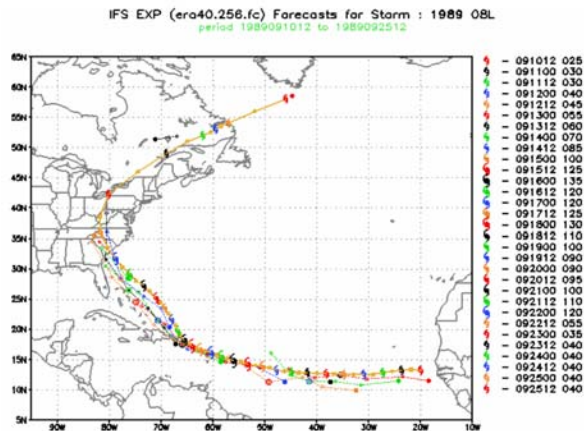 IFS EXP (era40.256.fc) Forecasts for Storm : 1989 08L
period 1989091012 to 1989092512
65N
60N
55N
50N
45N
40N
35N
30N
25N
20N
15N
10N
5N
90W
80W
70W
60W
50W
40W
30W
20W
10W
- 091012 025
- 091100 030
- 091112 030
- 091200 040
- 091212 045
- 091300 055
- 091312 060
- 091400 070
- 091412 085
- 091500 100
- 091512 125
- 091600 135
- 091612 120
- 091700 120
- 091712 125
- 091800 130
- 091812 110
- 091900 100
- 091912 090
- 092000 090
- 092012 095
- 092100 100
- 092112 110
- 092200 120
- 092212 055
- 092300 035
- 092312 040
- 092400 040
- 092412 040
- 092500 040
- 092512 040